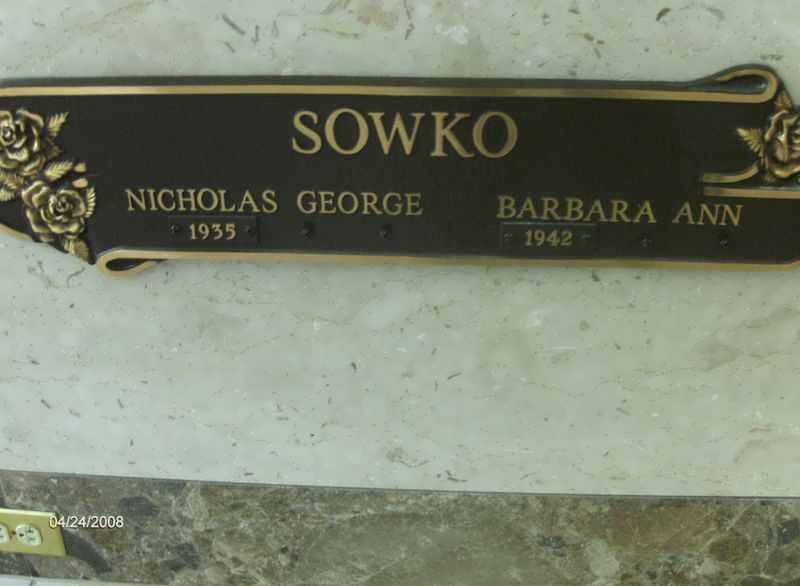 SOWKO
NICHOLAS GEORGE BARBARA ANN
1935 1942
04/24/2008